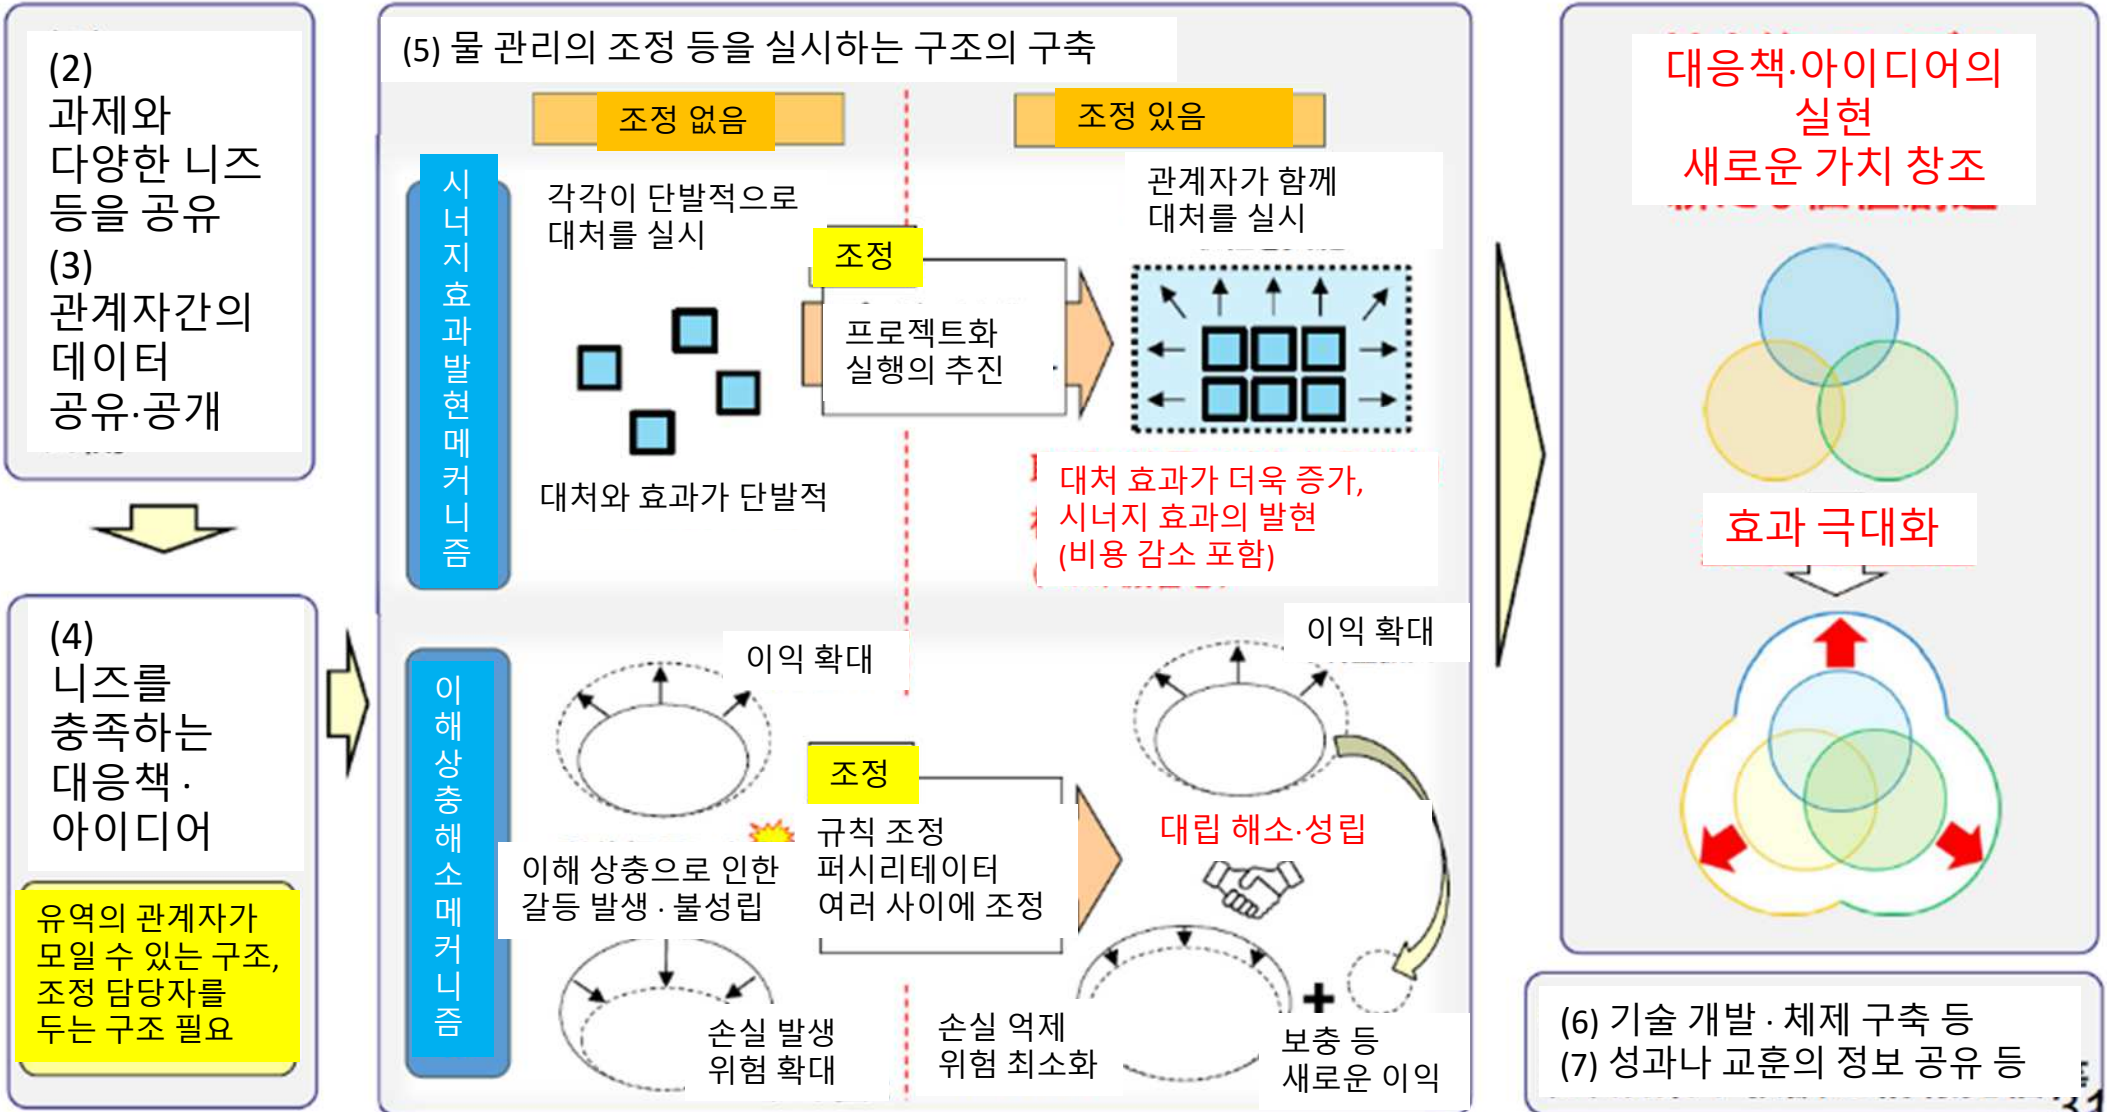 (2)
과제와
다양한 니즈
등을 공유
(3)
관계자간의
데이터
공유·공개
(4)
니즈를
충족하는
대응책 ·
아이디어
유역의 관계자가
모일 수 있는 구조,
조정 담당자를
두는 구조 필요
(5) 물 관리의 조정 등을 실시하는 구조의 구축
조정 없음
조정 있음
시너지효과발현메커니즘
각각이 단발적으로
대처를 실시
대처와 효과가 단발적
조정
프로젝트화
실행의 추진
관계자가 함께
대처를 실시
대처 효과가 더욱 증가,
시너지 효과의 발현
(비용 감소 포함)
이해상충해소메커니즘
이익 확대
이해 상충으로 인한
갈등 발생 · 불성립
손실 발생
위험 확대
조정
규칙 조정
퍼시리테이터
여러 사이에 조정
이익 확대
대립 해소·성립
손실 억제
위험 최소화
+
보충 등
새로운 이익
대응책·아이디어의
실현
새로운 가치 창조
효과 극대화
(6) 기술 개발 · 체제 구축 등
(7) 성과나 교훈의 정보 공유 등